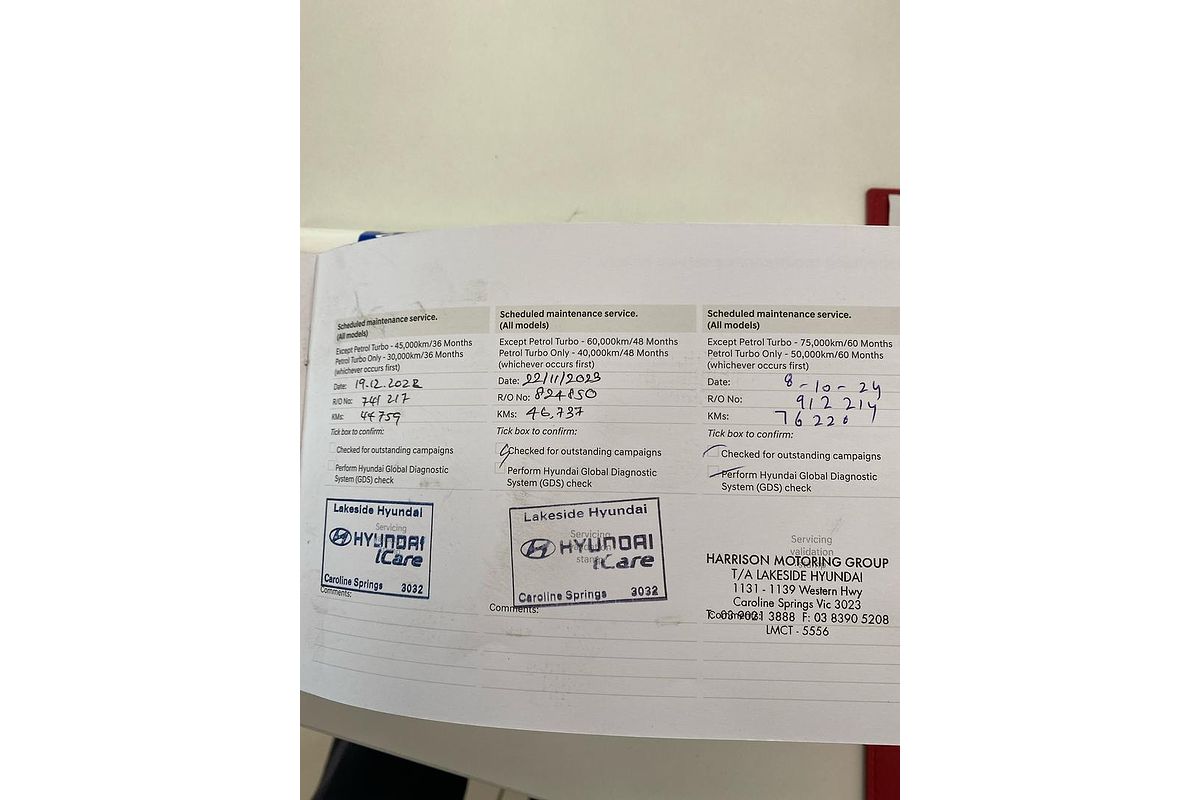 Scheduled maintenance service.
(All models)
Except Petrol Turbo - 45,000km/36 Months
Petrol Turbo Only - 30,000km/36 Months
(whichever occurs first)
Date: 19.12.2022
R/O No: 741 217
KMs: 44759
Tick box to confirm:
Checked for outstanding campaigns
Perform Hyundai Global Diagnostic
System (GDS) check
Lakeside Hyundai
Servicing
HYUNDAI
iCare
Caroline Springs 3032
Comments:
Scheduled maintenance service.
(All models)
Except Petrol Turbo - 60,000km/48 Months
Petrol Turbo Only - 40,000km/48 Months
(whichever occurs first)
Date: 22/11/2023
R/O No: 824850
KMs: 46,737
Tick box to confirm:
Checked for outstanding campaigns
Perform Hyundai Global Diagnostic
System (GDS) check
Lakeside Hyundai
Servicing
HYUNDAI
iCare
Caroline Springs 3032
Comments:
Scheduled maintenance service.
(All models)
Except Petrol Turbo - 75,000km/60 Months
Petrol Turbo Only - 50,000km/60 Months
(whichever occurs first)
Date: 8-10-24
R/O No: 912 214
KMs: 76220
Tick box to confirm:
Checked for outstanding campaigns
Perform Hyundai Global Diagnostic
System (GDS) check
Servicing
validation
HARRISON MOTORING GROUP
T/A LAKESIDE HYUNDAI
1131 - 1139 Western Hwy
Caroline Springs Vic 3023
Comments:
T: 03 9021 3888 F: 03 8390 5208
LMCT - 5556